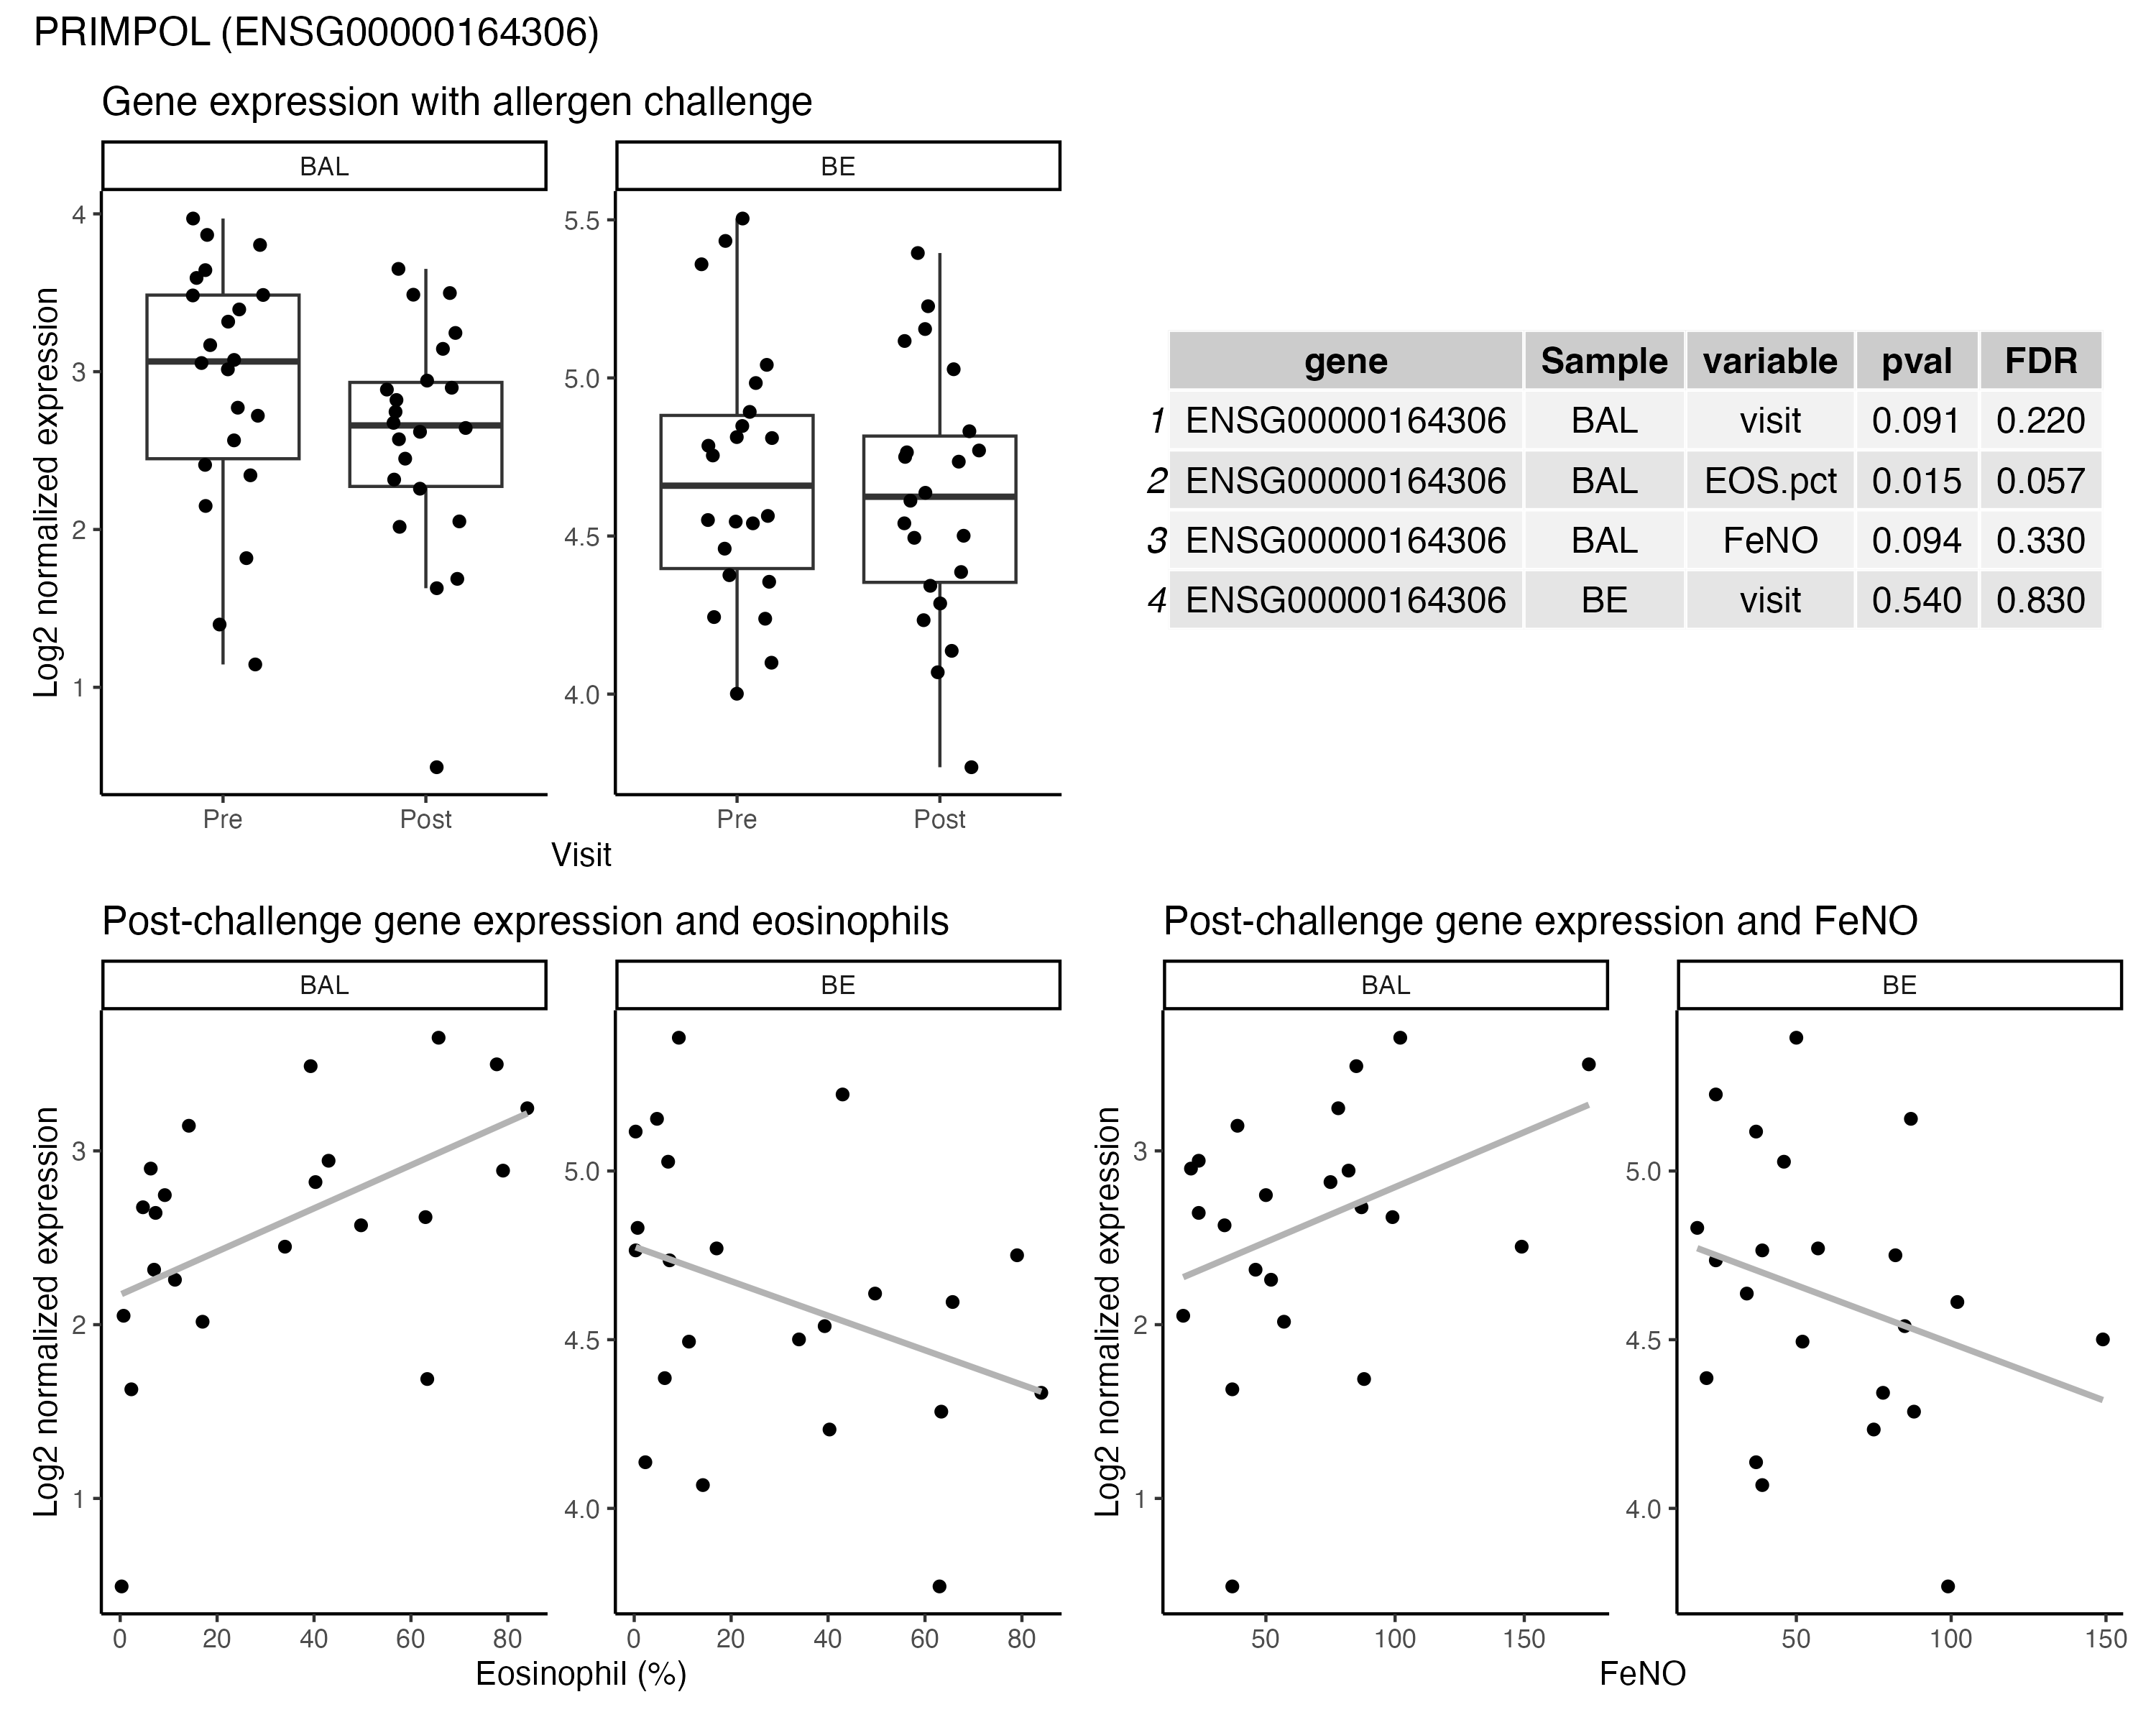 PRIMPOL (ENSG00000164306)
Gene expression with allergen challenge
BAL
BE
Log2 normalized expression
4
3
2
1
5.5
5.0
4.5
4.0
Pre
Post
Pre
Post
Visit
gene Sample variable pval FDR
1 ENSG00000164306 BAL visit 0.091 0.220
2 ENSG00000164306 BAL EOS.pct 0.015 0.057
3 ENSG00000164306 BAL FeNO 0.094 0.330
4 ENSG00000164306 BE visit 0.540 0.830
Post-challenge gene expression and eosinophils
BAL
BE
Log2 normalized expression
3
2
1
5.0
4.5
4.0
0 20 40 60 80
0 20 40 60 80
Eosinophil (%)
Post-challenge gene expression and FeNO
BAL
BE
Log2 normalized expression
3
2
1
5.0
4.5
4.0
50 100 150
50 100 150
FeNO